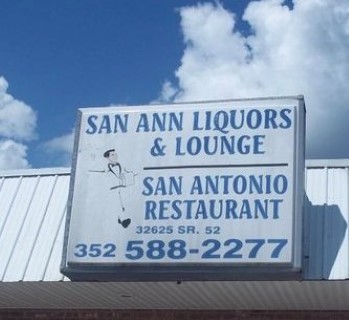 SAN ANN LIQUORS
& LOUNGE
SAN ANTONIO
RESTAURANT
32625 SR. 52
352 588-2277